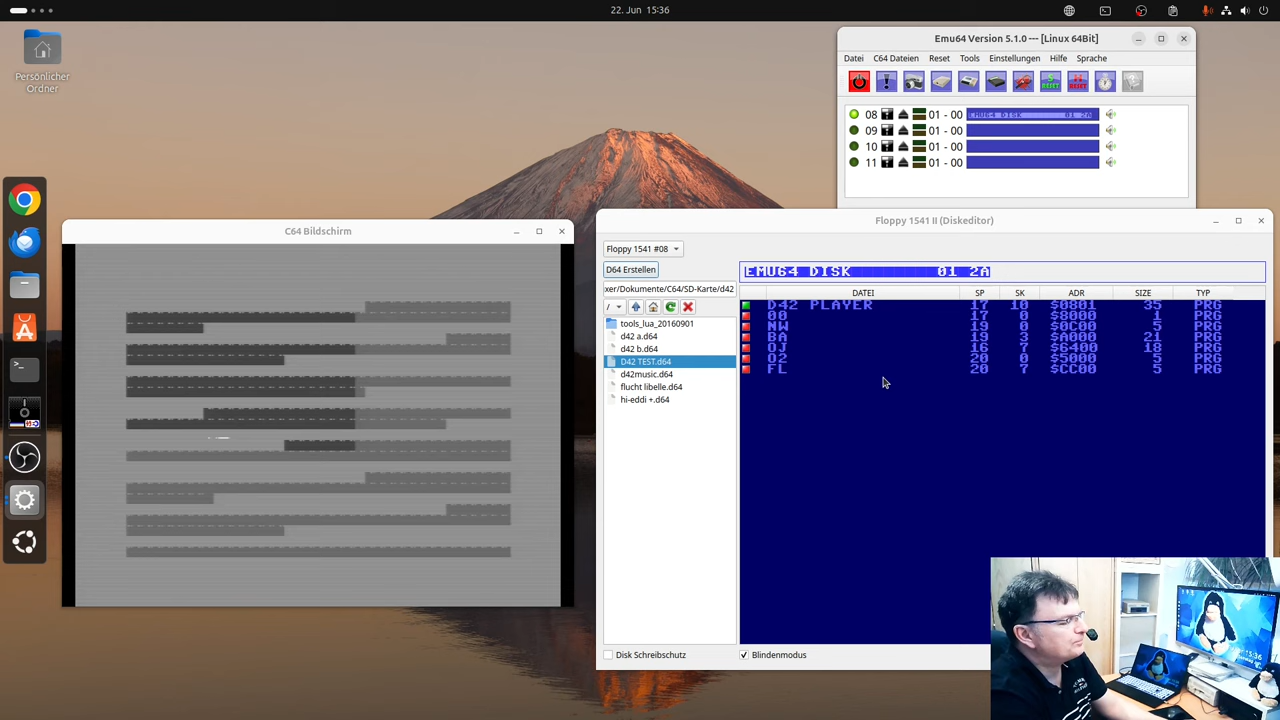 22. Jun 15:36
Persönlicher
Ordner
Emu64 Version 5.1.0 --- [Linux 64Bit]
Datei C64 Dateien Reset Tools Einstellungen Hilfe Sprache
08 01 - 00 EMU64 DISK 01 2A
09 01 - 00
10 01 - 00
11 01 - 00
C64 Bildschirm
Floppy 1541 II (Diskeditor)
Floppy 1541 #08
D64 Erstellen
EMU64 DISK 01 2A
xer/Dokumente/C64/SD-Karte/d42
/
tools_lua_20160901
d42 a.d64
d42 b.d64
D42 TEST.d64
d42music.d64
flucht libelle.d64
hi-eddi +.d64
DATEI SP SK ADR SIZE TYP
D42 PLAYER 17 10 $0801 35 PRG
00 17 0 $8000 1 PRG
NW 19 0 $0C00 5 PRG
BA 19 3 $A000 21 PRG
OJ 18 7 $6400 18 PRG
O2 20 0 $5000 5 PRG
FL 20 7 $CC00 5 PRG
Disk Schreibschutz
Blindenmodus